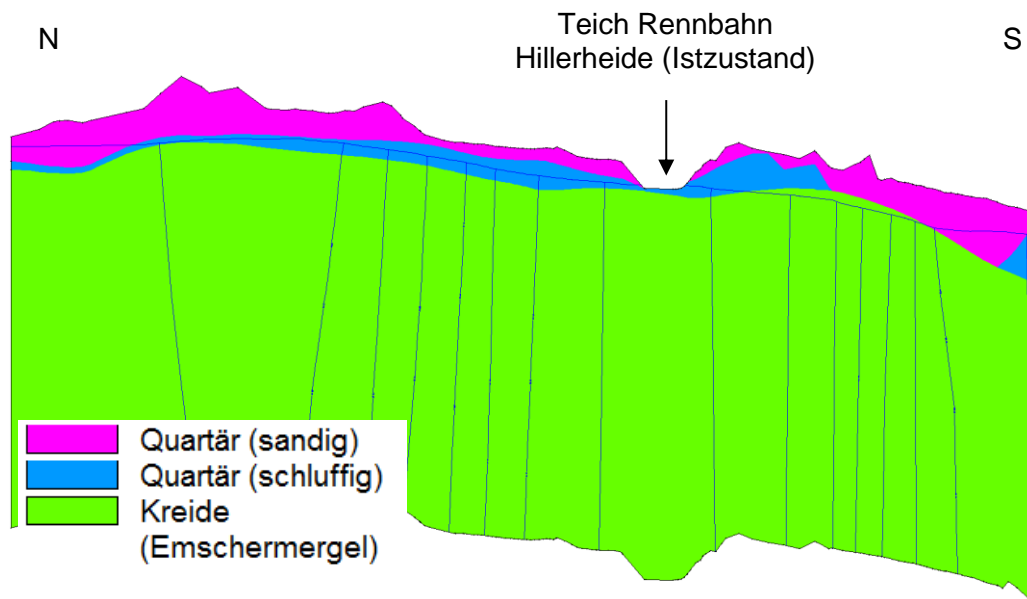 N
Teich Rennbahn
Hillerheide (Istzustand)
S
Quartär (sandig)
Quartär (schluffig)
Kreide
(Emschermergel)